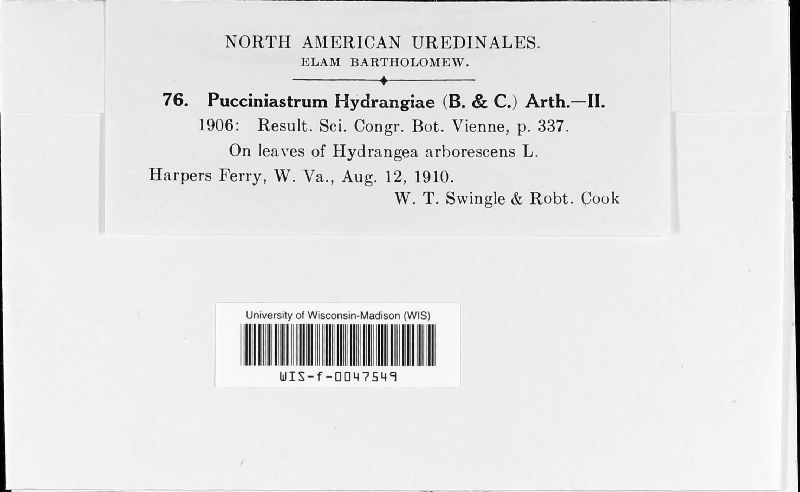 NORTH AMERICAN UREDINALES.
ELAM BARTHOLOMEW.
76. Pucciniastrum Hydrangiae (B. & C.) Arth.—II.
1906: Result. Sci. Congr. Bot. Vienne, p. 337.
On leaves of Hydrangea arborescens L.
Harpers Ferry, W. Va., Aug. 12, 1910.
W. T. Swingle & Robt. Cook
University of Wisconsin-Madison (WIS)
WIS-f-0047549